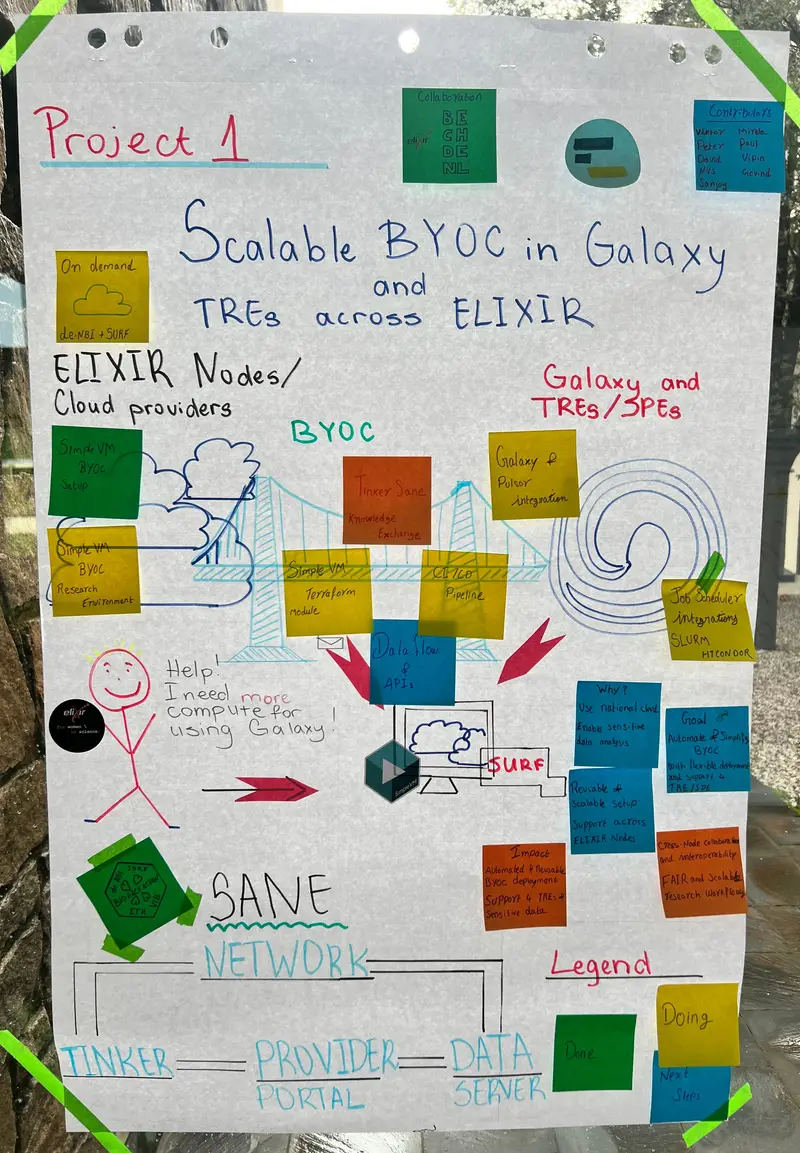 Project 1
Collaboration
elixir
BE
CH
DE
NL
Contributors
Peter
Paul
David
Vipin
Nils
Sanjay
Scalable BYOC in Galaxy
and
TREs across ELIXIR
On demand
de.NBI + SURF
ELIXIR Nodes/
Cloud providers
BYOC
Galaxy and
TREs/SPEs
Simple VM
BYOC
Setup
Simple VM
BYOC
Research
Environment
Tinker Sane
Knowledge
Exchange
Galaxy &
Pulsar
integration
Simple VM
Terraform
Module
CI/CD
Pipeline
Job Scheduler
integrations
SLURM
HTCONDOR
Data flow
&
APIs
Help!
I need more
compute for
using Galaxy!
elixir
SURF
SimpleVM
Why?
Use national cloud
Enable sensitive
data analysis
Goal
Automate & Simplify
BYOC
with flexible deployment
and support 4
TRE/SPE
Reusable &
Scalable setup
Support across
ELIXIR Nodes
Impact
Automated & Reusable
BYOC deployment
Support 4 TREs &
Sensitive data
Cross-Node collaboration
and interoperability
FAIR and Scalable
research workflows
SANE
NETWORK
TINKER
PROVIDER
PORTAL
DATA
SERVER
Legend
Done
Doing
Next
Steps